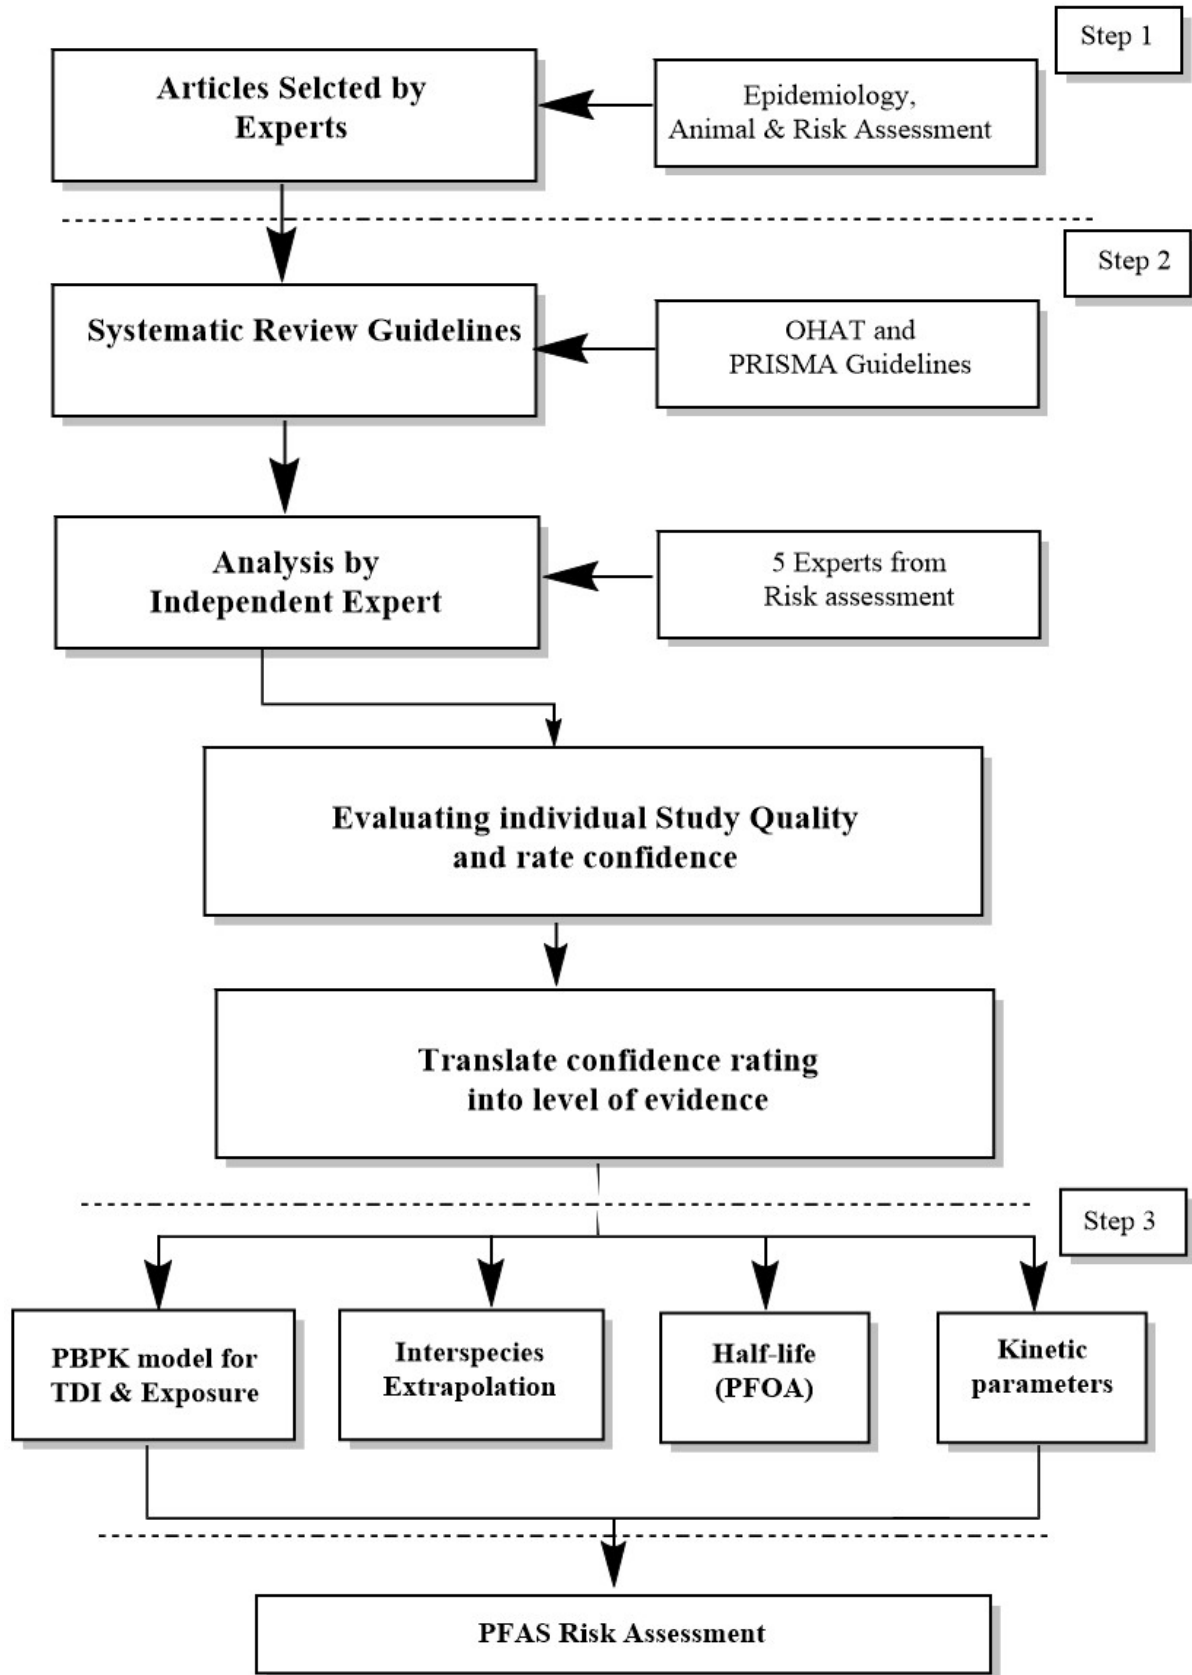 Step 1
Articles Selcted by
Experts
Epidemiology,
Animal & Risk Assessment
Step 2
Systematic Review Guidelines
OHAT and
PRISMA Guidelines
Analysis by
Independent Expert
5 Experts from
Risk assessment
Evaluating individual Study Quality
and rate confidence
Translate confidence rating
into level of evidence
Step 3
PBPK model for
TDI & Exposure
Interspecies
Extrapolation
Half-life
(PFOA)
Kinetic
parameters
PFAS Risk Assessment